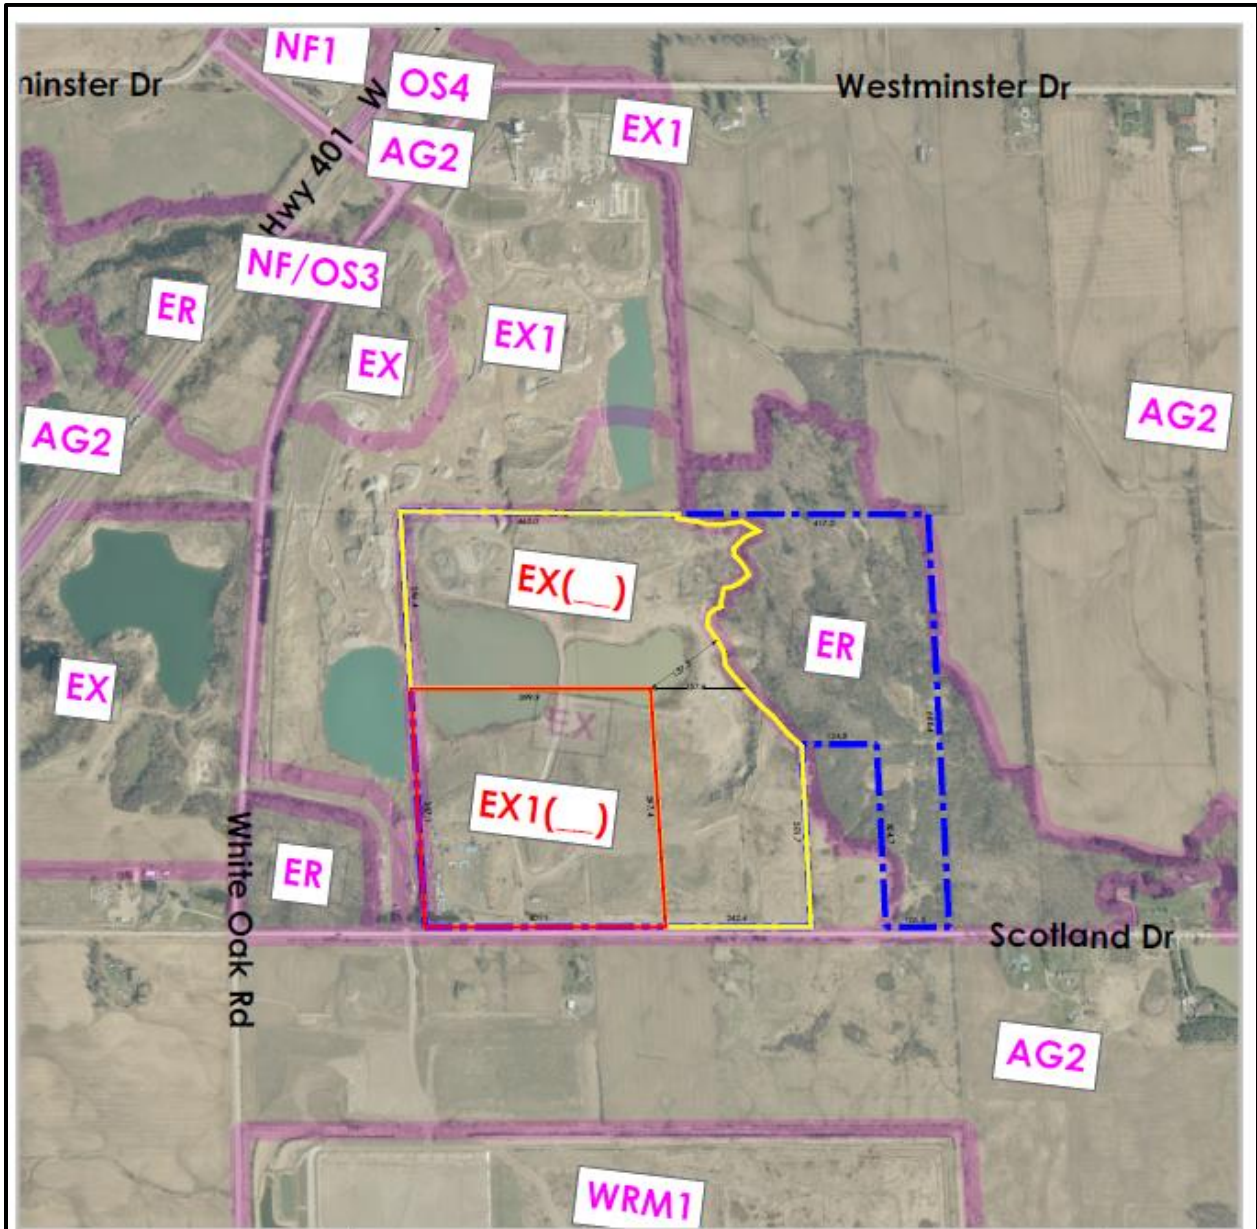 NF1
OS4
W
minster Dr
Westminster Dr
EX1
AG2
Hwy 401
NF/OS3
ER
EX1
EX
AG2
AG2
EX(__)
ER
EX
EX
EX1(__)
White Oak Rd
ER
Scotland Dr
AG2
WRM1